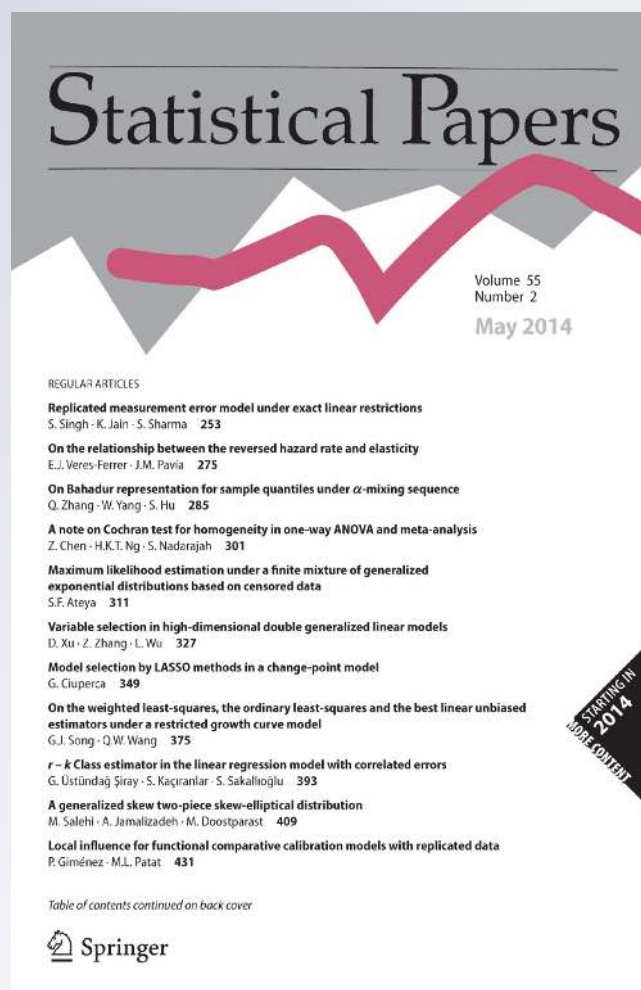 Statistical Papers
Volume 55
Number 2
May 2014
REGULAR ARTICLES
Replicated measurement error model under exact linear restrictions
S. Singh · K. Jain · S. Sharma 253
On the relationship between the reversed hazard rate and elasticity
E.J. Veres-Ferrer · J.M. Pavía 275
On Bahadur representation for sample quantiles under α-mixing sequence
Q. Zhang · W. Yang · S. Hu 285
A note on Cochran test for homogeneity in one-way ANOVA and meta-analysis
Z. Chen · H.K.T. Ng · S. Nadarajah 301
Maximum likelihood estimation under a finite mixture of generalized
exponential distributions based on censored data
S.F. Ateya 311
Variable selection in high-dimensional double generalized linear models
D. Xu · Z. Zhang · L. Wu 327
Model selection by LASSO methods in a change-point model
G. Ciuperca 349
On the weighted least-squares, the ordinary least-squares and the best linear unbiased
estimators under a restricted growth curve model
G.J. Song · Q.W. Wang 375
r – k Class estimator in the linear regression model with correlated errors
G. Üstündağ Şiray · S. Kaçıranlar · S. Sakallıoğlu 393
A generalized skew two-piece skew-elliptical distribution
M. Salehi · A. Jamalizadeh · M. Doostparast 409
Local influence for functional comparative calibration models with replicated data
P. Giménez · M.L. Patat 431
STARTING IN
2014
MORE CONTENT
Table of contents continued on back cover
Springer